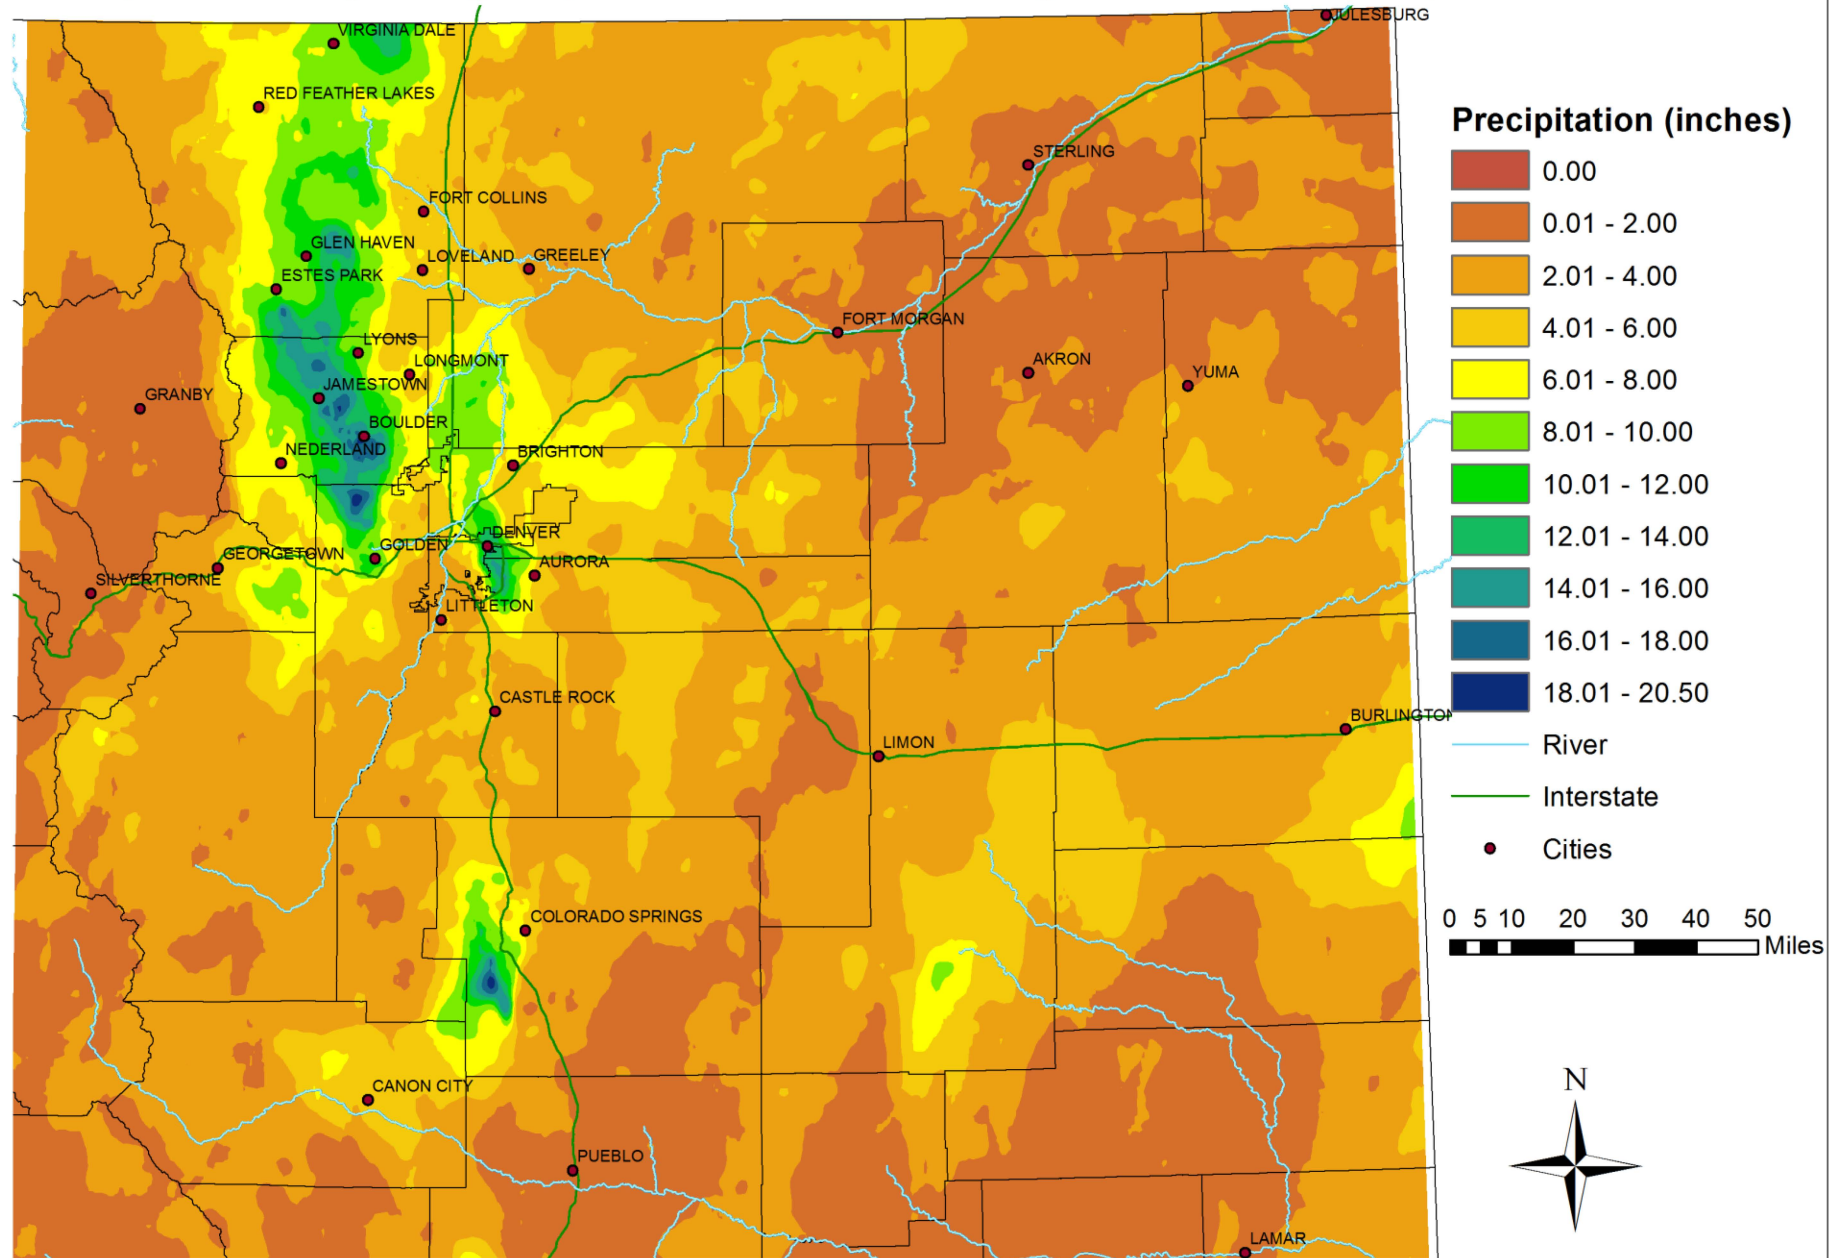 JULESBURG
VIRGINIA DALE
RED FEATHER LAKES
STERLING
FORT COLLINS
GLEN HAVEN
LOVELAND
GREELEY
ESTES PARK
FORT MORGAN
LYONS
LONGMONT
AKRON
YUMA
JAMESTOWN
GRANBY
BOULDER
NEDERLAND
BRIGHTON
DENVER
GOLDEN
GEORGETOWN
AURORA
SILVERTHORNE
LITTLETON
CASTLE ROCK
BURLINGTON
LIMON
COLORADO SPRINGS
CANON CITY
PUEBLO
LAMAR
Precipitation (inches)
0.00
0.01 - 2.00
2.01 - 4.00
4.01 - 6.00
6.01 - 8.00
8.01 - 10.00
10.01 - 12.00
12.01 - 14.00
14.01 - 16.00
16.01 - 18.00
18.01 - 20.50
River
Interstate
Cities
0 5 10 20 30 40 50
Miles
N